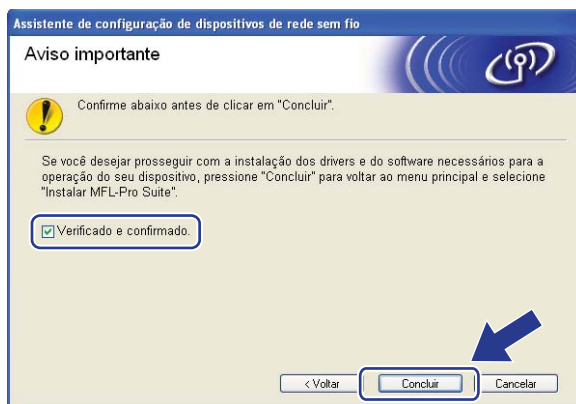 Assistente de configuração de dispositivos de rede sem fio
Aviso importante
Confirme abaixo antes de clicar em "Concluir".
Se você desejar prosseguir com a instalação dos drivers e do software necessários para a
operação do seu dispositivo, pressione "Concluir" para voltar ao menu principal e selecione
"Instalar MFL-Pro Suite".
Verificado e confirmado.
< Voltar Concluir Cancelar